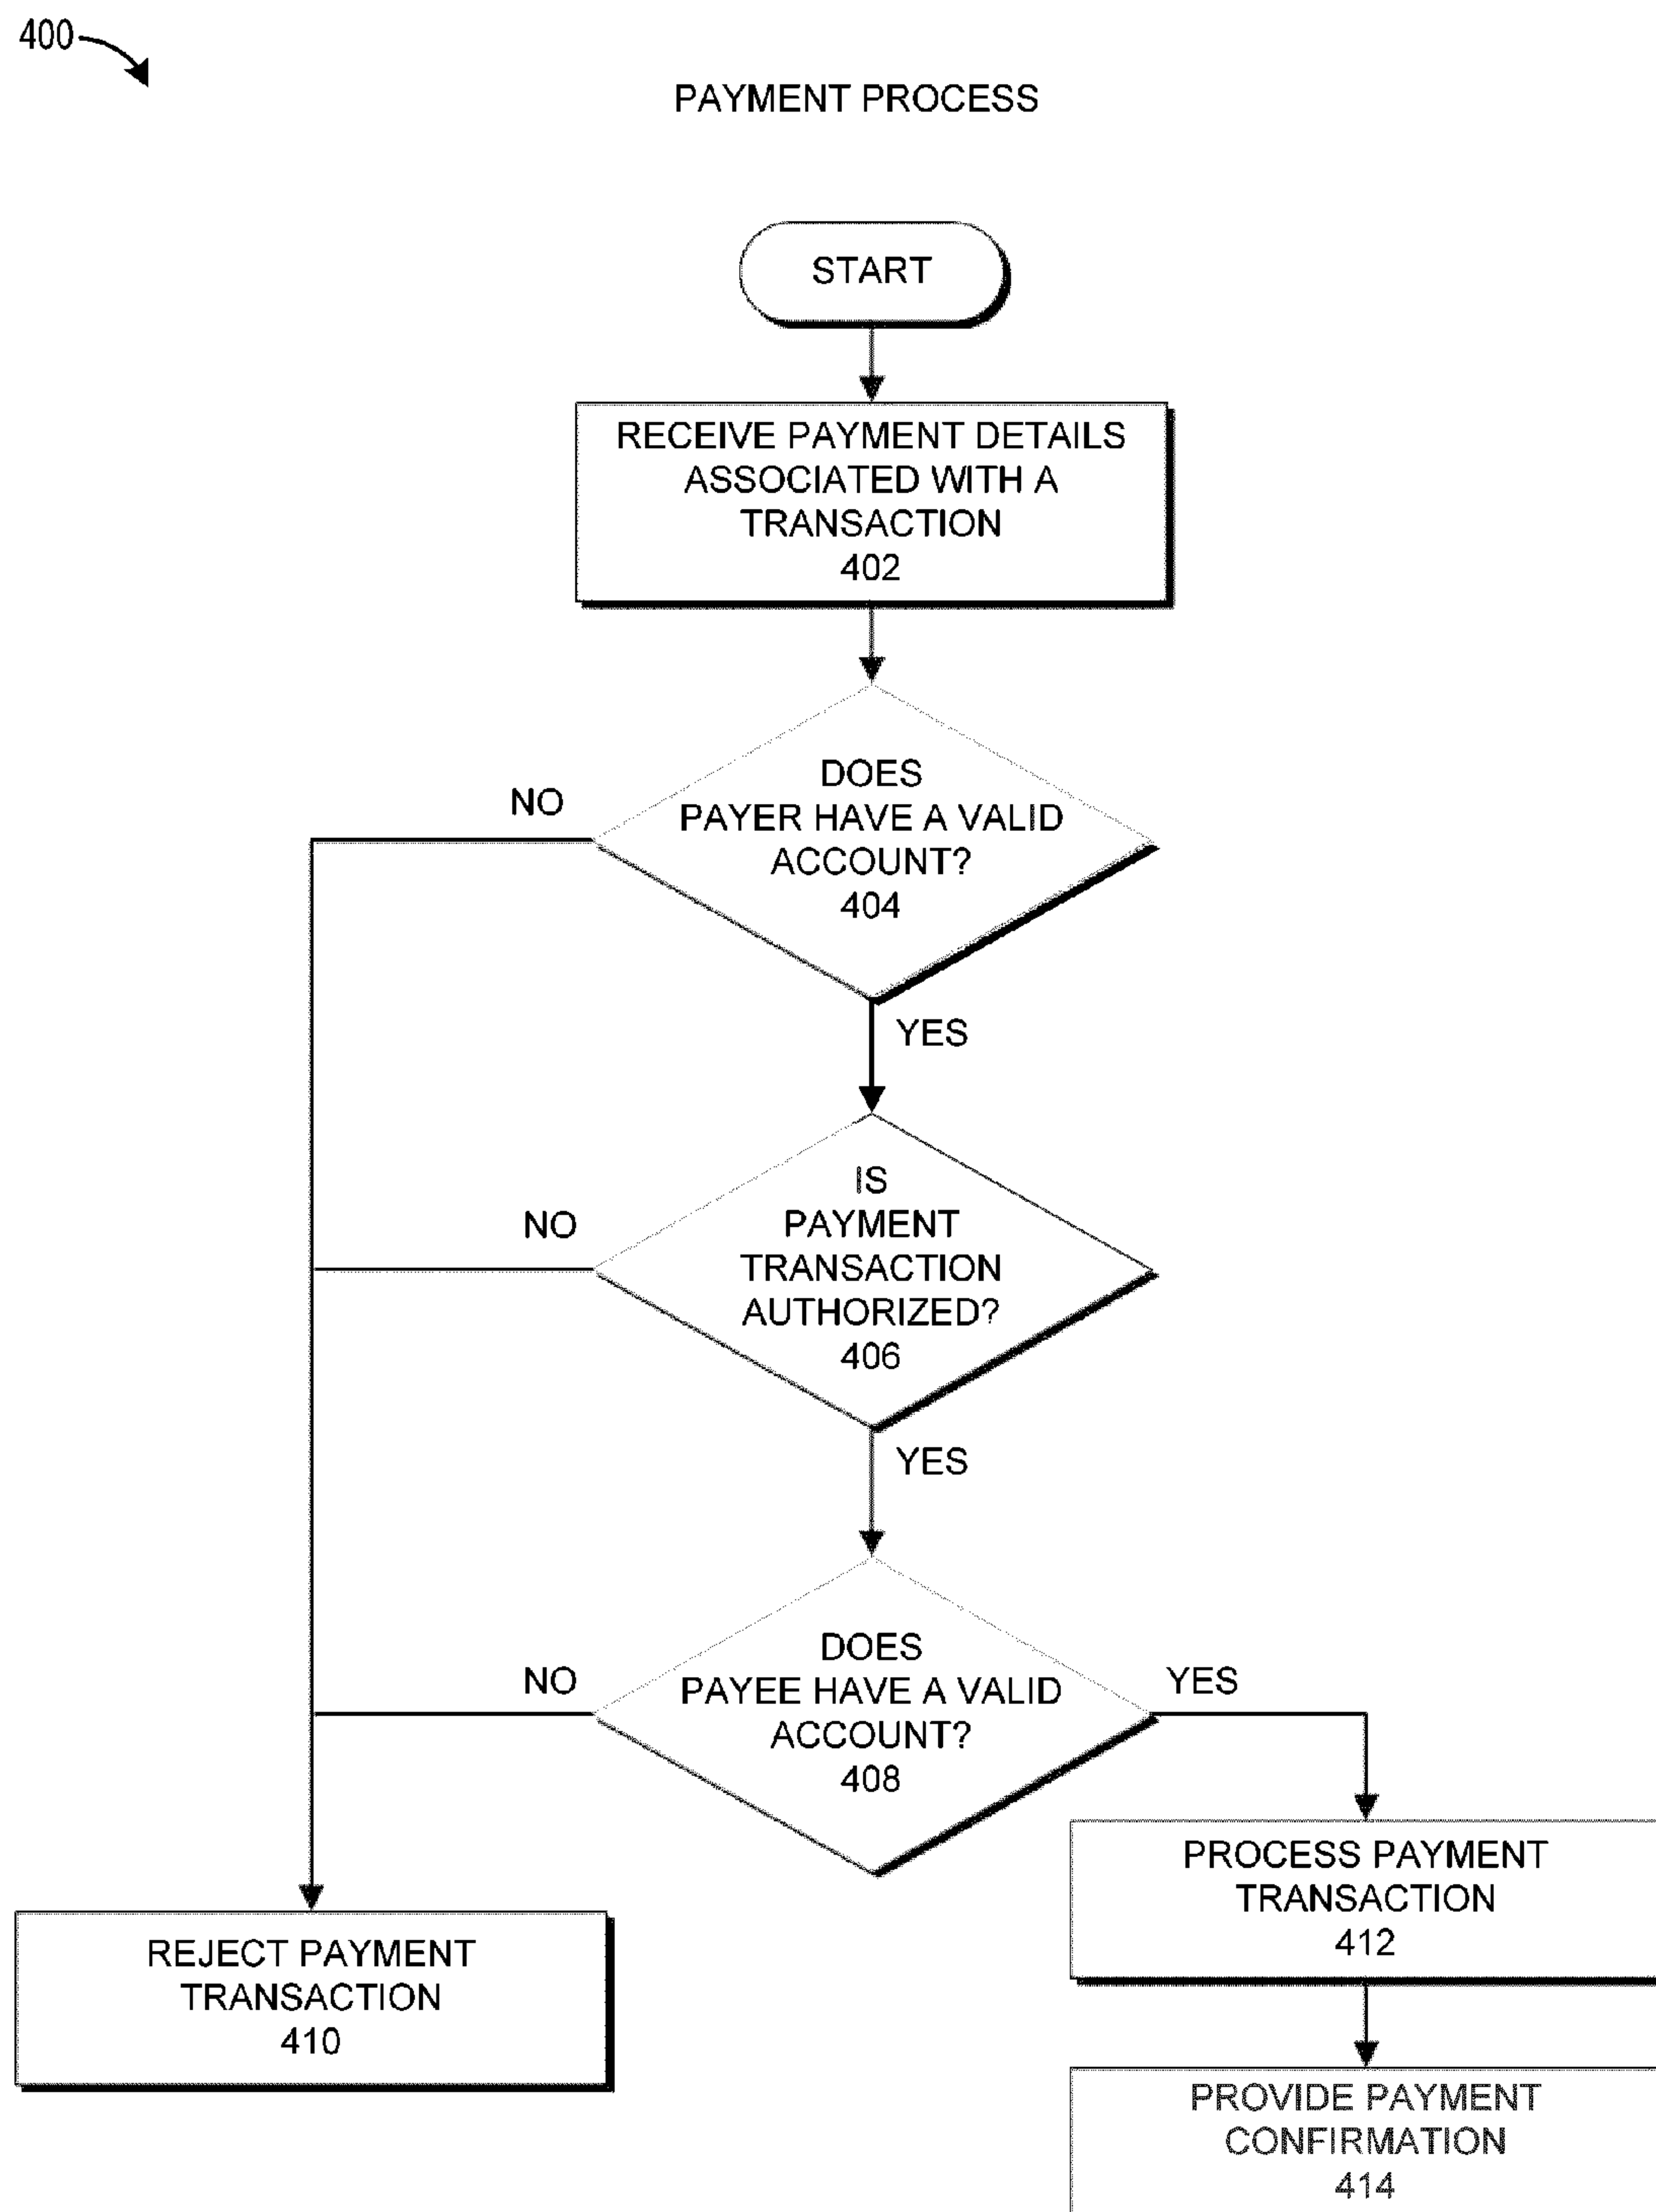 400
PAYMENT PROCESS
START
RECEIVE PAYMENT DETAILS
ASSOCIATED WITH A
TRANSACTION
402
DOES
PAYER HAVE A VALID
ACCOUNT?
404
NO
YES
IS
PAYMENT
TRANSACTION
AUTHORIZED?
406
NO
YES
DOES
PAYEE HAVE A VALID
ACCOUNT?
408
NO
YES
REJECT PAYMENT
TRANSACTION
410
PROCESS PAYMENT
TRANSACTION
412
PROVIDE PAYMENT
CONFIRMATION
414